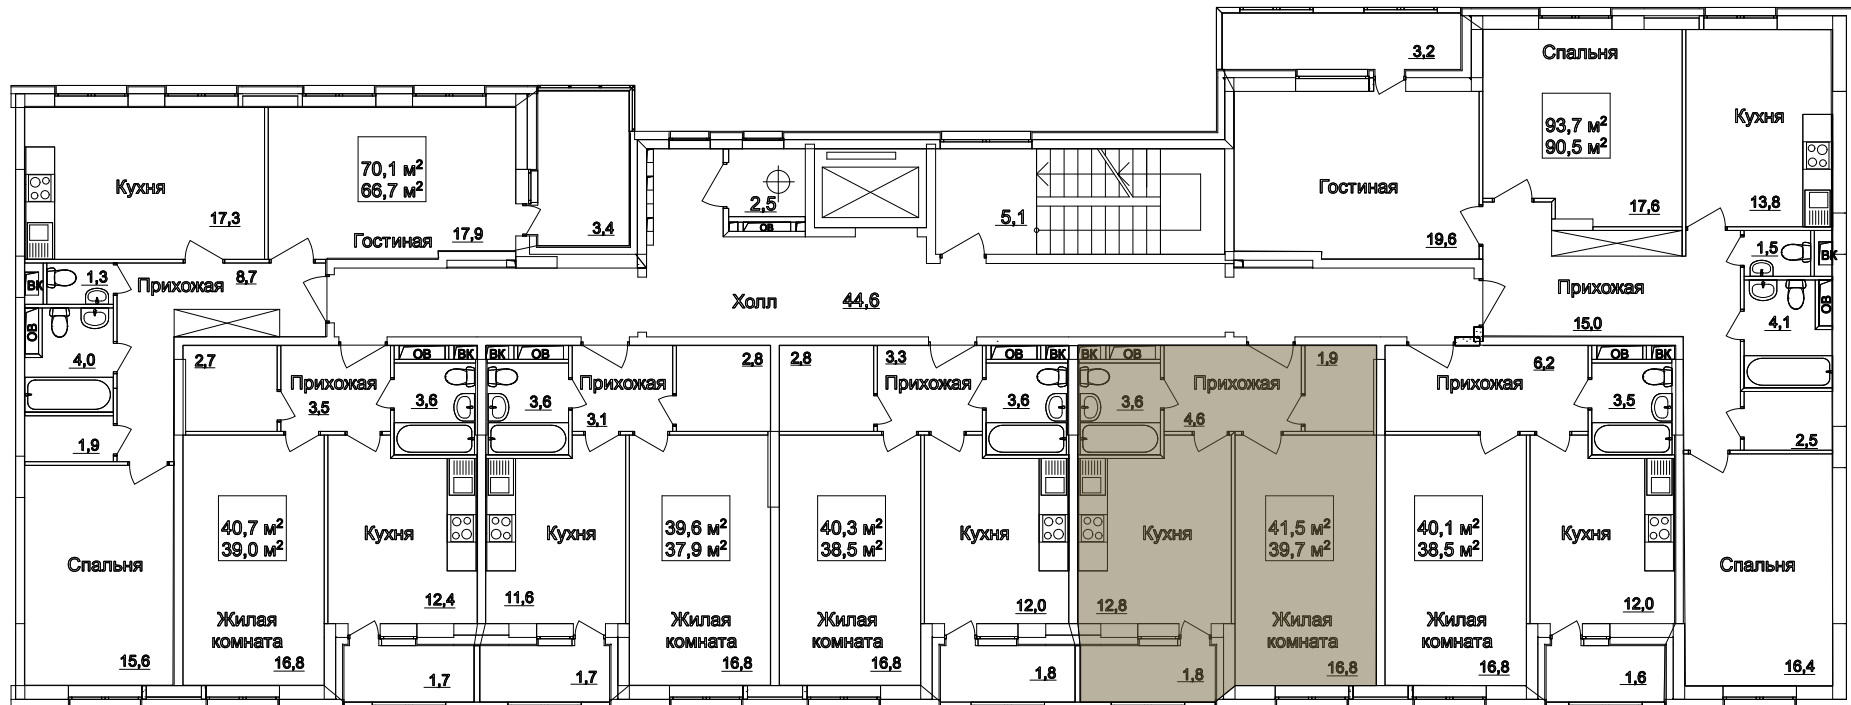 3,2
Спальня
93,7 м²
90,5 м²
Кухня
17,6
13,8
70,1 м²
66,7 м²
Кухня
17,3
Гостиная
17,9
3,4
2,5
ОВ
5,1
Гостиная
19,6
1,5
ВК
ВК
1,3
Прихожая
8,7
Холл
44,6
Прихожая
15,0
4,1
ОВ
ОВ
4,0
1,9
2,7
Прихожая
3,5
ОВ
ВК
3,6
ВК
ОВ
3,6
Прихожая
3,1
2,8
2,8
3,3
Прихожая
ОВ
ВК
3,6
ВК
ОВ
3,6
Прихожая
4,6
1,9
Прихожая
6,2
ОВ
ВК
3,5
2,5
Спальня
15,6
40,7 м²
39,0 м²
Жилая
комната
16,8
Кухня
12,4
1,7
Кухня
11,6
1,7
39,6 м²
37,9 м²
Жилая
комната
16,8
40,3 м²
38,5 м²
Жилая
комната
16,8
Кухня
12,0
1,8
Кухня
12,8
1,8
41,5 м²
39,7 м²
Жилая
комната
16,8
40,1 м²
38,5 м²
Жилая
комната
16,8
Кухня
12,0
1,6
Спальня
16,4